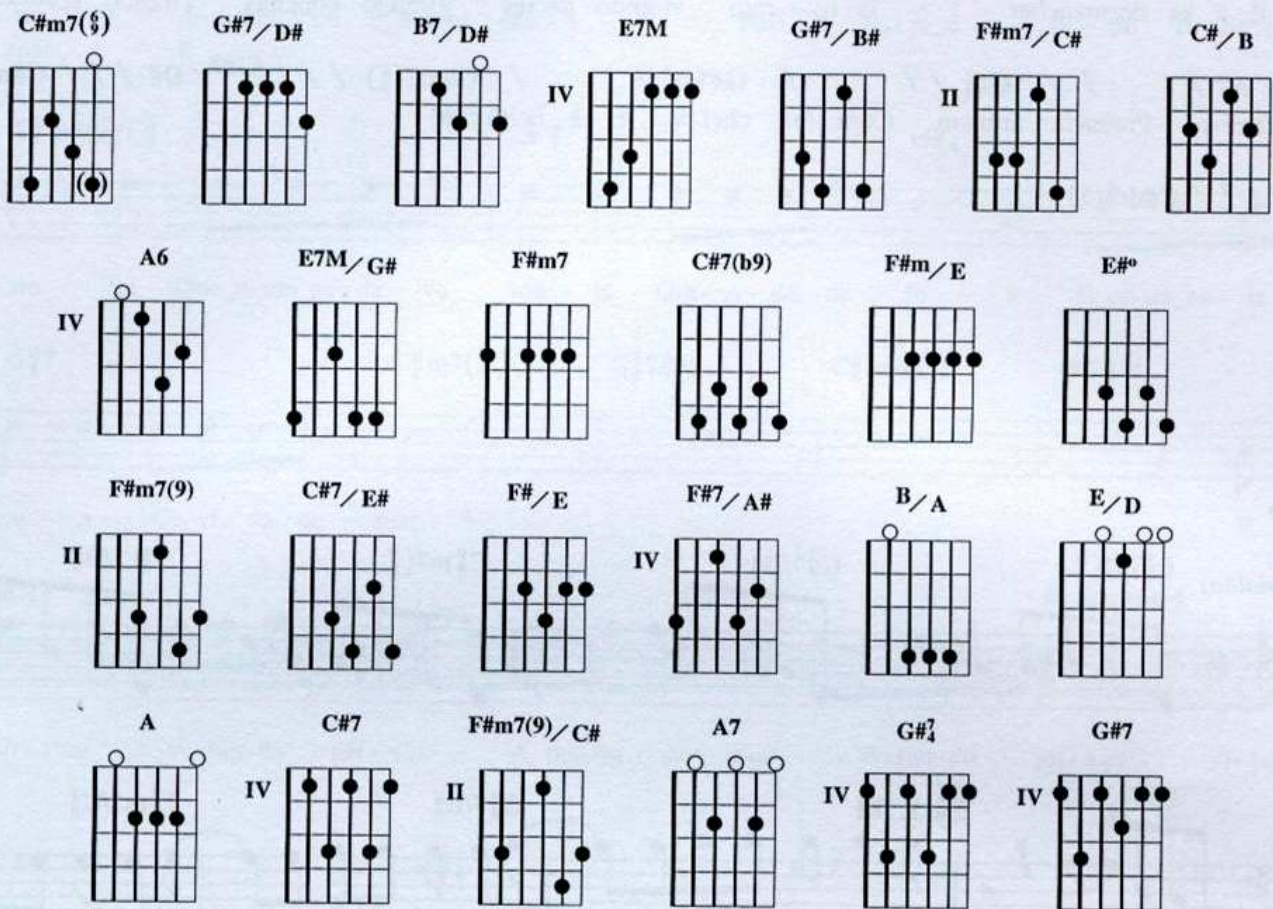 C#m7(6 9) G#7/D# B7/D# E7M G#7/B# F#m7/C# C#/B
IV II
A6 E7M/G# F#m7 C#7(b9) F#m/E E#º
IV
F#m7(9) C#7/E# F#/E F#7/A# B/A E/D
II IV
A C#7 F#m7(9)/C# A7 G#7 4 G#7
IV II IV IV